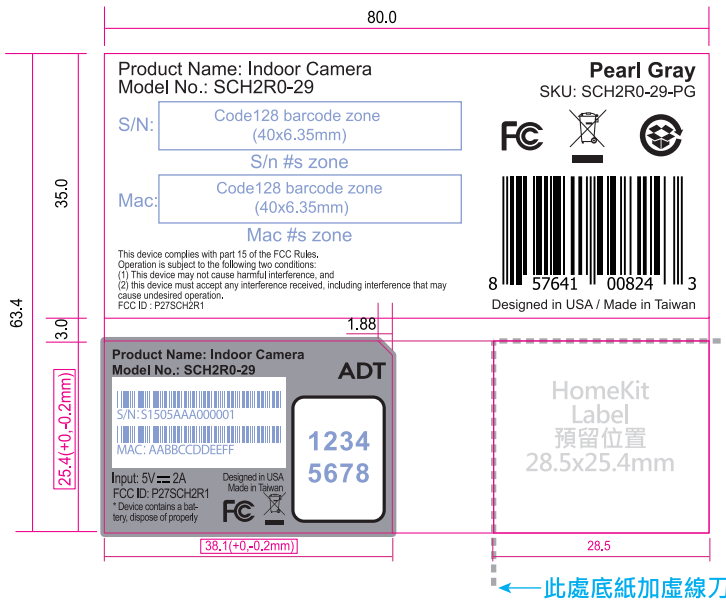 80.0
Product Name: Indoor Camera
Model No.: SCH2R0-29
Pearl Gray
SKU: SCH2R0-29-PG
S/N:
Code128 barcode zone
(40x6.35mm)
S/n #s zone
FC
Mac:
Code128 barcode zone
(40x6.35mm)
Mac #s zone
This device complies with part 15 of the FCC Rules.
Operation is subject to the following two conditions:
(1) This device may not cause harmful interference, and
(2) this device must accept any interference received, including interference that may
cause undesired operation.
FCC ID : P27SCH2R1
8 57641 00824 3
Designed in USA / Made in Taiwan
35.0
63.4
3.0
1.88
25.4(+0,-0.2mm)
Product Name: Indoor Camera
Model No.: SCH2R0-29
ADT
S/N: S1505AAA000001
MAC: AABBCCDDEEFF
1234
5678
Input: 5V⎓2A
FCC ID: P27SCH2R1
* Device contains a bat-
tery, dispose of properly
Designed in USA
Made in Taiwan
FC
HomeKit
Label
預留位置
28.5x25.4mm
38.1(+0,-0.2mm)
28.5
此處底紙加虛線刀